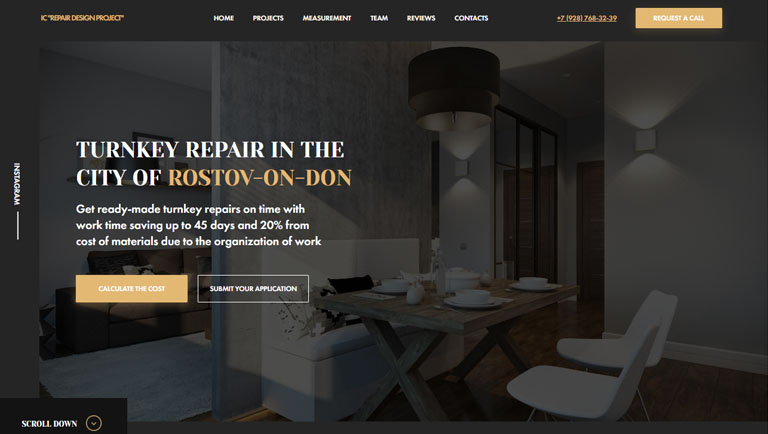 IC "REPAIR DESIGN PROJECT"
HOME PROJECTS MEASUREMENT TEAM REVIEWS CONTACTS
+7 (928) 768-32-39
REQUEST A CALL
INSTAGRAM
TURNKEY REPAIR IN THE
CITY OF ROSTOV-ON-DON
Get ready-made turnkey repairs on time with
work time saving up to 45 days and 20% from
cost of materials due to the organization of work
CALCULATE THE COST
SUBMIT YOUR APPLICATION
SCROLL DOWN